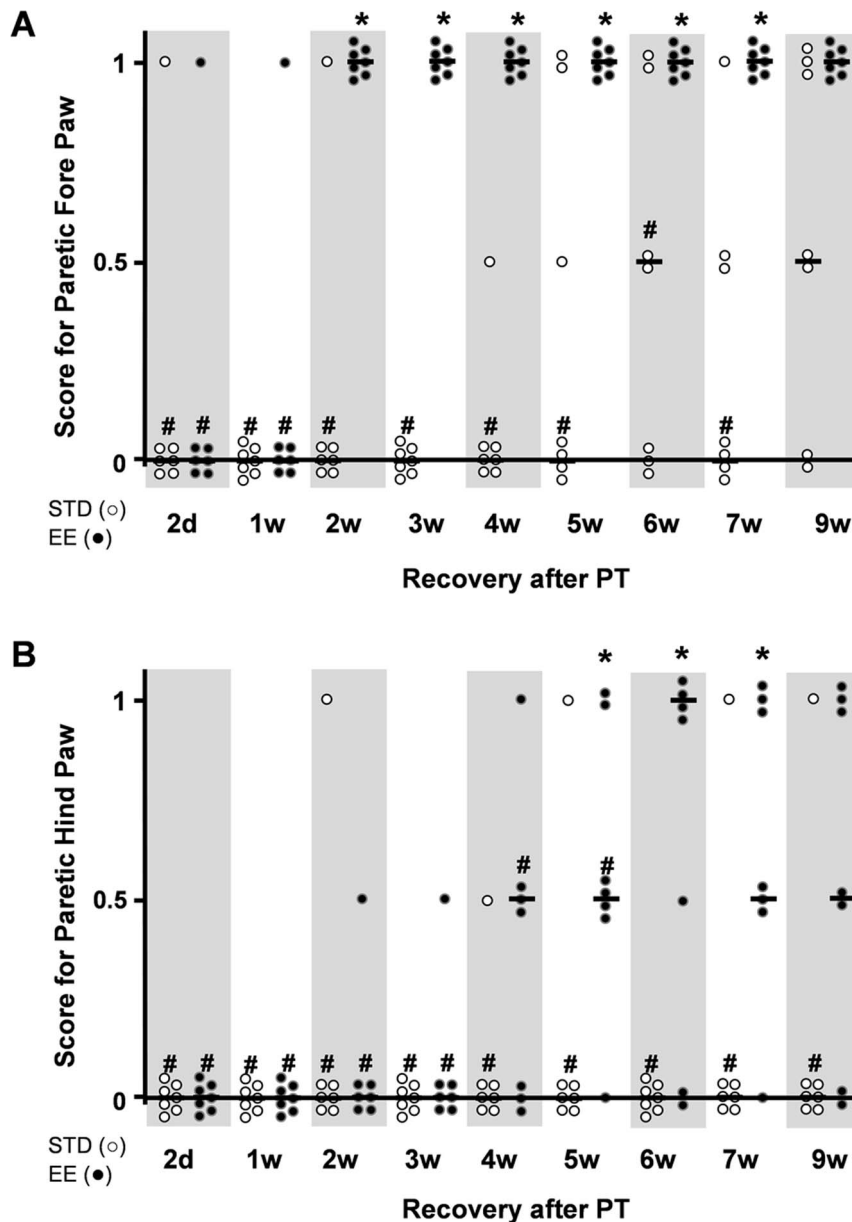 A
* * * * * * *
1
Score for Paretic Fore Paw
#
0.5
# # # # # # # # #
0
STD (○)
EE (●)
2d 1w 2w 3w 4w 5w 6w 7w 9w
Recovery after PT
B
* * *
1
Score for Paretic Hind Paw
# #
0.5
# # # # # # # # # # # # #
0
STD (○)
EE (●)
2d 1w 2w 3w 4w 5w 6w 7w 9w
Recovery after PT